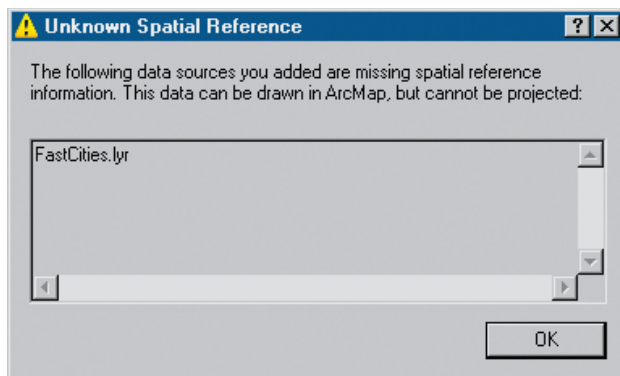 Unknown Spatial Reference
The following data sources you added are missing spatial reference
information. This data can be drawn in ArcMap, but cannot be projected:
FastCities.lyr
OK